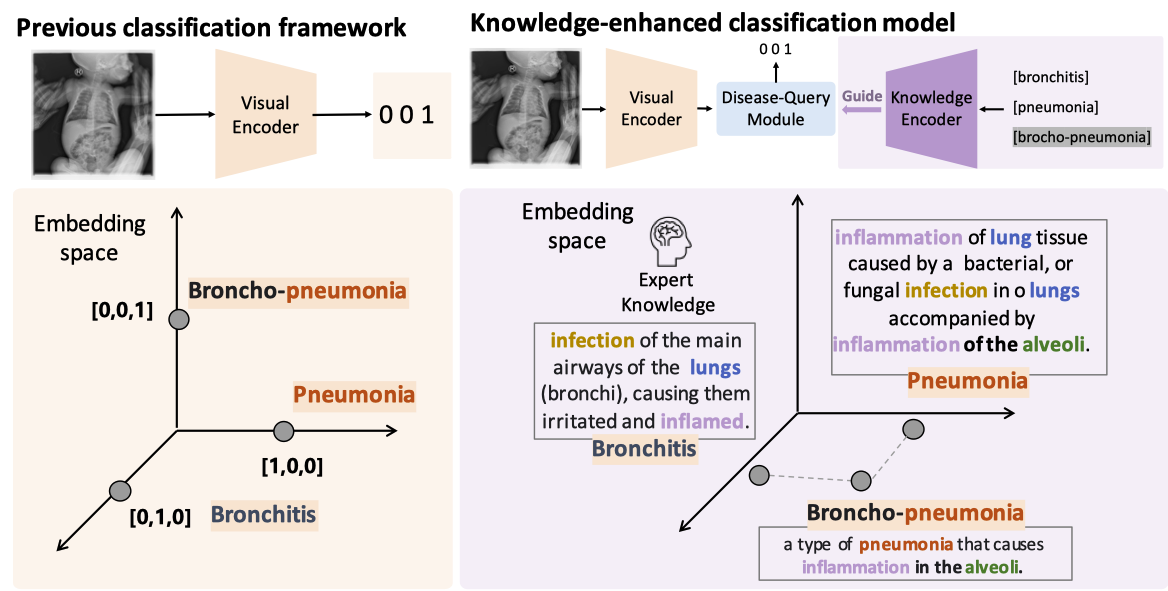 Previous classification framework
Visual
Encoder
0 0 1
Embedding
space
Broncho-pneumonia
[0,0,1]
Pneumonia
[1,0,0]
[0,1,0]
Bronchitis
Knowledge-enhanced classification model
Visual
Encoder
0 0 1
Disease-Query
Module
Guide
Knowledge
Encoder
[bronchitis]
[pneumonia]
[brocho-pneumonia]
Embedding
space
Expert
Knowledge
infection of the main
airways of the lungs
(bronchi), causing them
irritated and inflamed.
Bronchitis
inflammation of lung tissue
caused by a bacterial, or
fungal infection in o lungs
accompanied by
inflammation of the alveoli.
Pneumonia
Broncho-pneumonia
a type of pneumonia that causes
inflammation in the alveoli.